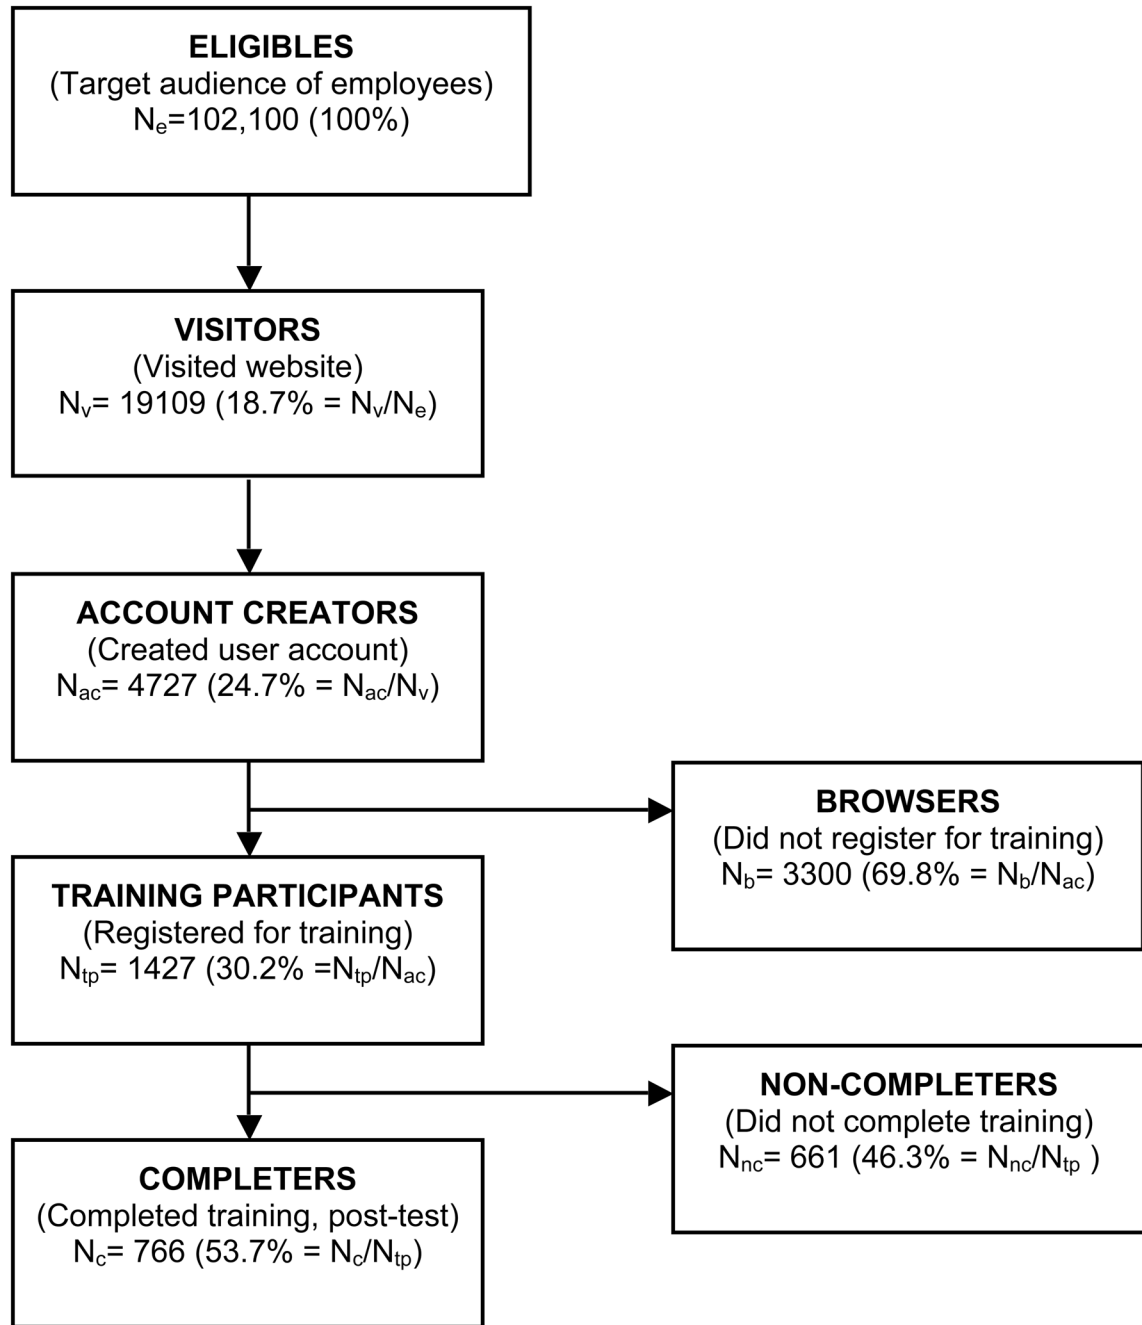 ELIGIBLES
(Target audience of employees)
Nₑ=102,100 (100%)
VISITORS
(Visited website)
Nᵥ= 19109 (18.7% = Nᵥ/Nₑ)
ACCOUNT CREATORS
(Created user account)
Nac= 4727 (24.7% = Nac/Nv)
BROWSERS
(Did not register for training)
Nb= 3300 (69.8% = Nb/Nac)
TRAINING PARTICIPANTS
(Registered for training)
Ntp= 1427 (30.2% =Ntp/Nac)
NON-COMPLETERS
(Did not complete training)
Nnc= 661 (46.3% = Nnc/Ntp )
COMPLETERS
(Completed training, post-test)
Nc= 766 (53.7% = Nc/Ntp)